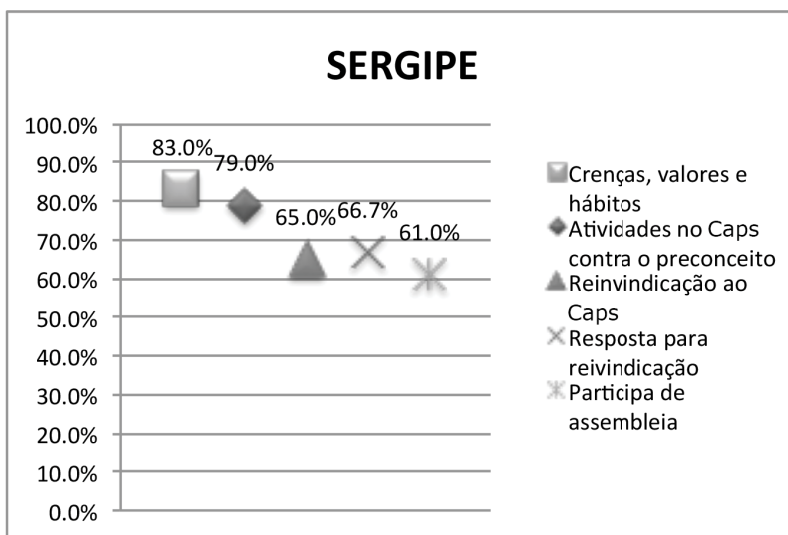 SERGIPE
100.0%
90.0%
80.0%
70.0%
60.0%
50.0%
40.0%
30.0%
20.0%
10.0%
0.0%
83.0%
79.0%
65.0%
66.7%
61.0%
Crenças, valores e
hábitos
Atividades no Caps
contra o preconceito
Reinvindicação ao
Caps
Resposta para
reivindicação
Participa de
assembleia